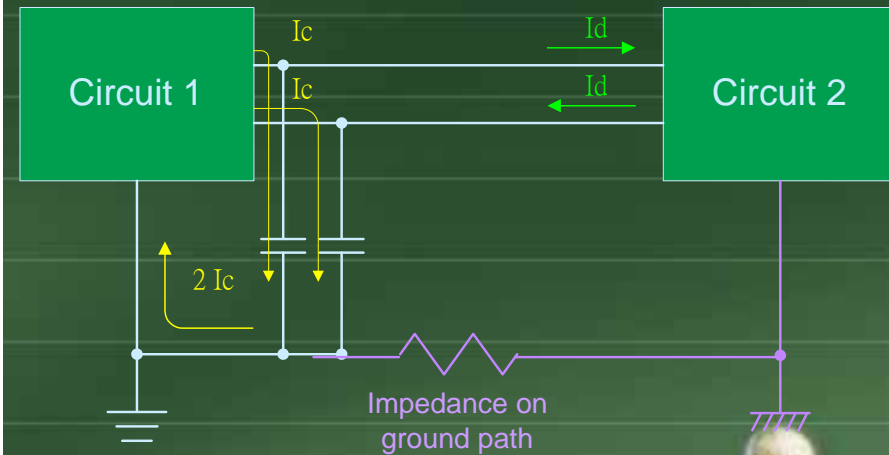 Ic
Id
Circuit 1
Ic
Id
Circuit 2
2 Ic
Impedance on
ground path